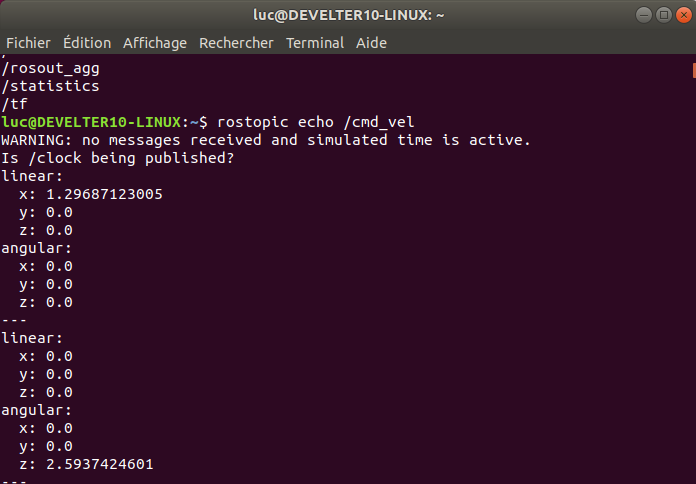 luc@DEVELTER10-LINUX: ~
Fichier Édition Affichage Rechercher Terminal Aide
/rosout_agg
/statistics
/tf
luc@DEVELTER10-LINUX:~$ rostopic echo /cmd_vel
WARNING: no messages received and simulated time is active.
Is /clock being published?
linear:
  x: 1.29687123005
  y: 0.0
  z: 0.0
angular:
  x: 0.0
  y: 0.0
  z: 0.0
---
linear:
  x: 0.0
  y: 0.0
  z: 0.0
angular:
  x: 0.0
  y: 0.0
  z: 2.5937424601
---